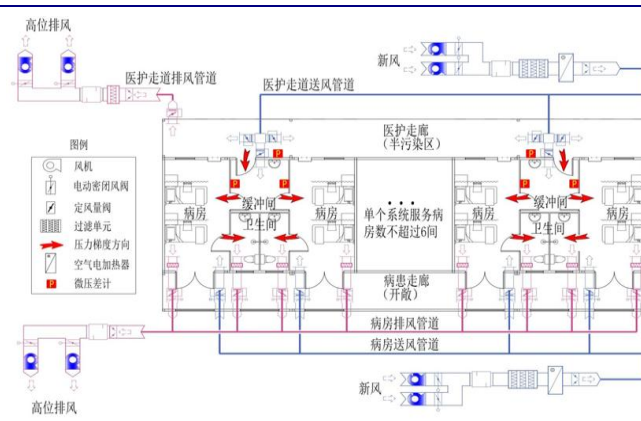 高位排风
医护走道排风管道
新风
医护走道送风管道
医护走廊
（半污染区）
图例
风机
电动密闭风阀
定风量阀
过滤单元
压力梯度方向
空气电加热器
P
微压差计
P
P
P
P
P
P
病房
缓冲间
卫生间
病房
• • •
单个系统服务病
房数不超过6间
病房
缓冲间
卫生间
病房
病患走廊
（开敞）
病房排风管道
病房送风管道
新风
高位排风